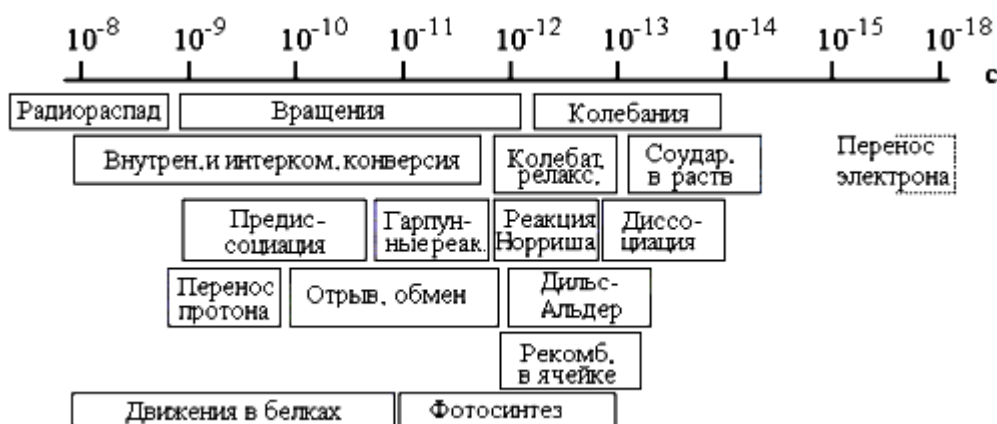 10⁻⁸ 10⁻⁹ 10⁻¹⁰ 10⁻¹¹ 10⁻¹² 10⁻¹³ 10⁻¹⁴ 10⁻¹⁵ 10⁻¹⁸
с
Радиораспад
Вращения
Колебания
Внутрен.и интерком.конверсия
Колебат.
релакс.
Соудар.
в раств
Перенос
электрона
Предис-
социация
Гарпун-
ные реак.
Реакция
Норриша
Диссо-
циация
Перенос
протона
Отрыв, обмен
Дильс-
Альдер
Рекомб.
в ячейке
Движения в белках
Фотосинтез